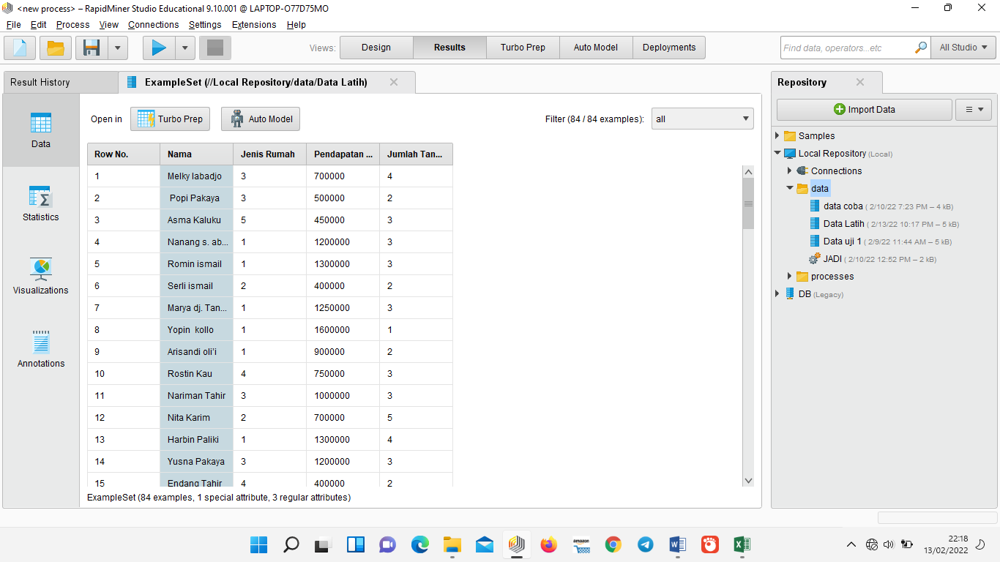 <new process> – RapidMiner Studio Educational 9.10.001 @ LAPTOP-O77D75MO
File Edit Process View Connections Settings Extensions Help
Views: Design Results Turbo Prep Auto Model Deployments Find data, operators...etc All Studio
Result History ExampleSet (//Local Repository/data/Data Latih)
Data
Statistics
Visualizations
Annotations
Open in Turbo Prep Auto Model Filter (84 / 84 examples): all
Row No. Nama Jenis Rumah Pendapatan ... Jumlah Tan...
1 Melky labadjo 3 700000 4
2 Popi Pakaya 3 500000 2
3 Asma Kaluku 5 450000 3
4 Nanang s. ab... 1 1200000 3
5 Romin ismail 1 1300000 3
6 Serli ismail 2 400000 2
7 Marya dj. Tan... 1 1250000 3
8 Yopin kollo 1 1600000 1
9 Arisandi oli'i 1 900000 2
10 Rostin Kau 4 750000 3
11 Nariman Tahir 3 1000000 3
12 Nita Karim 2 700000 5
13 Harbin Paliki 1 1300000 4
14 Yusna Pakaya 3 1200000 3
15 Endang Tahir 4 400000 2
ExampleSet (84 examples, 1 special attribute, 3 regular attributes)
Repository
Import Data
Samples
Local Repository (Local)
Connections
data
data coba ( 2/10/22 7:23 PM – 4 kB)
Data Latih ( 2/13/22 10:17 PM – 5 kB)
Data uji 1 ( 2/9/22 11:44 AM – 5 kB)
JADI ( 2/10/22 12:52 PM – 2 kB)
processes
DB (Legacy)
amazon
22:18
13/02/2022